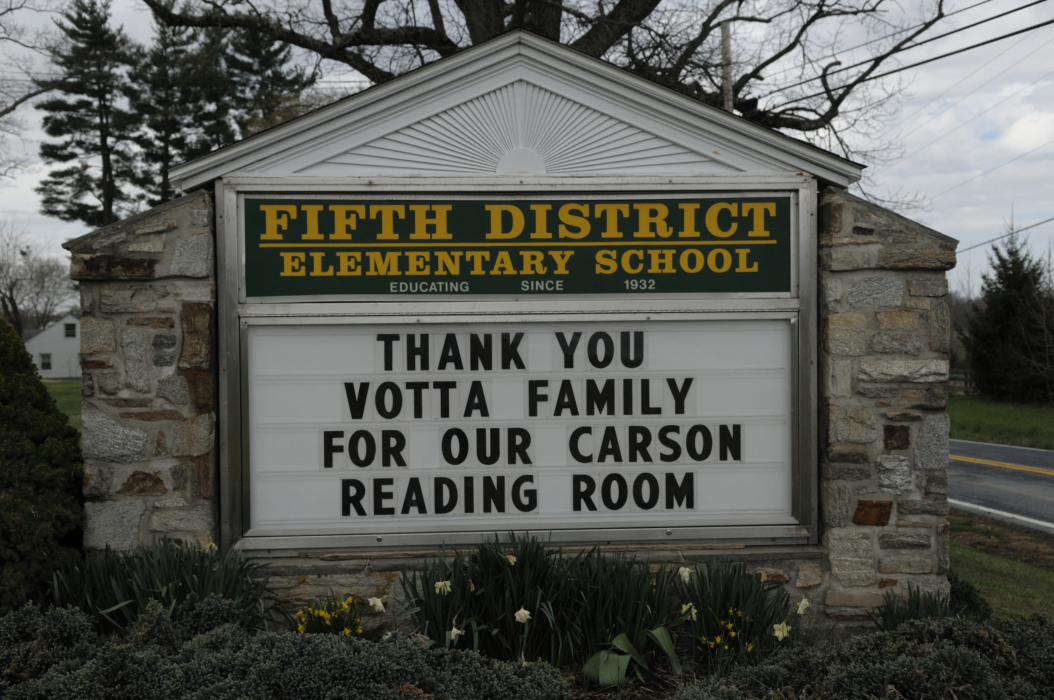 FIFTH DISTRICT
ELEMENTARY SCHOOL
EDUCATING SINCE 1932
THANK YOU
VOTTA FAMILY
FOR OUR CARSON
READING ROOM